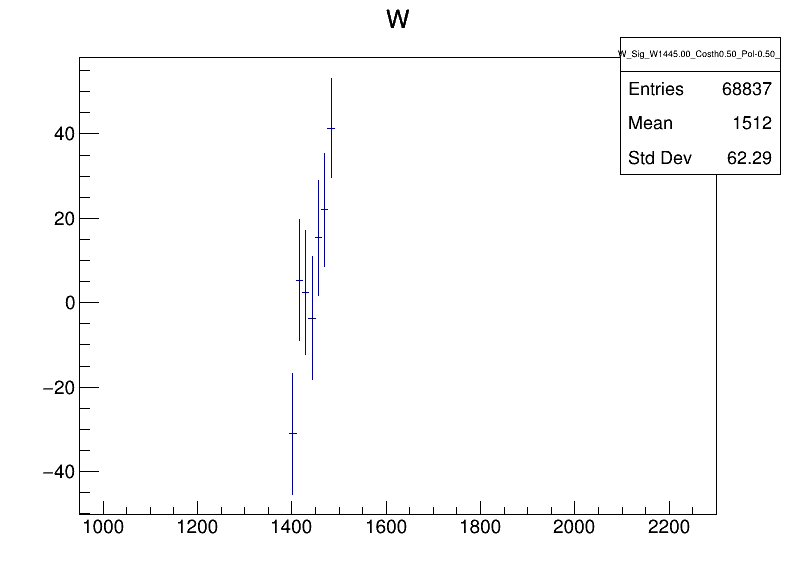 W
W_Sig_W1445.00_Costh0.50_Pol-0.50_
Entries 68837
Mean 1512
Std Dev 62.29
40
20
0
−20
−40
1000 1200 1400 1600 1800 2000 2200